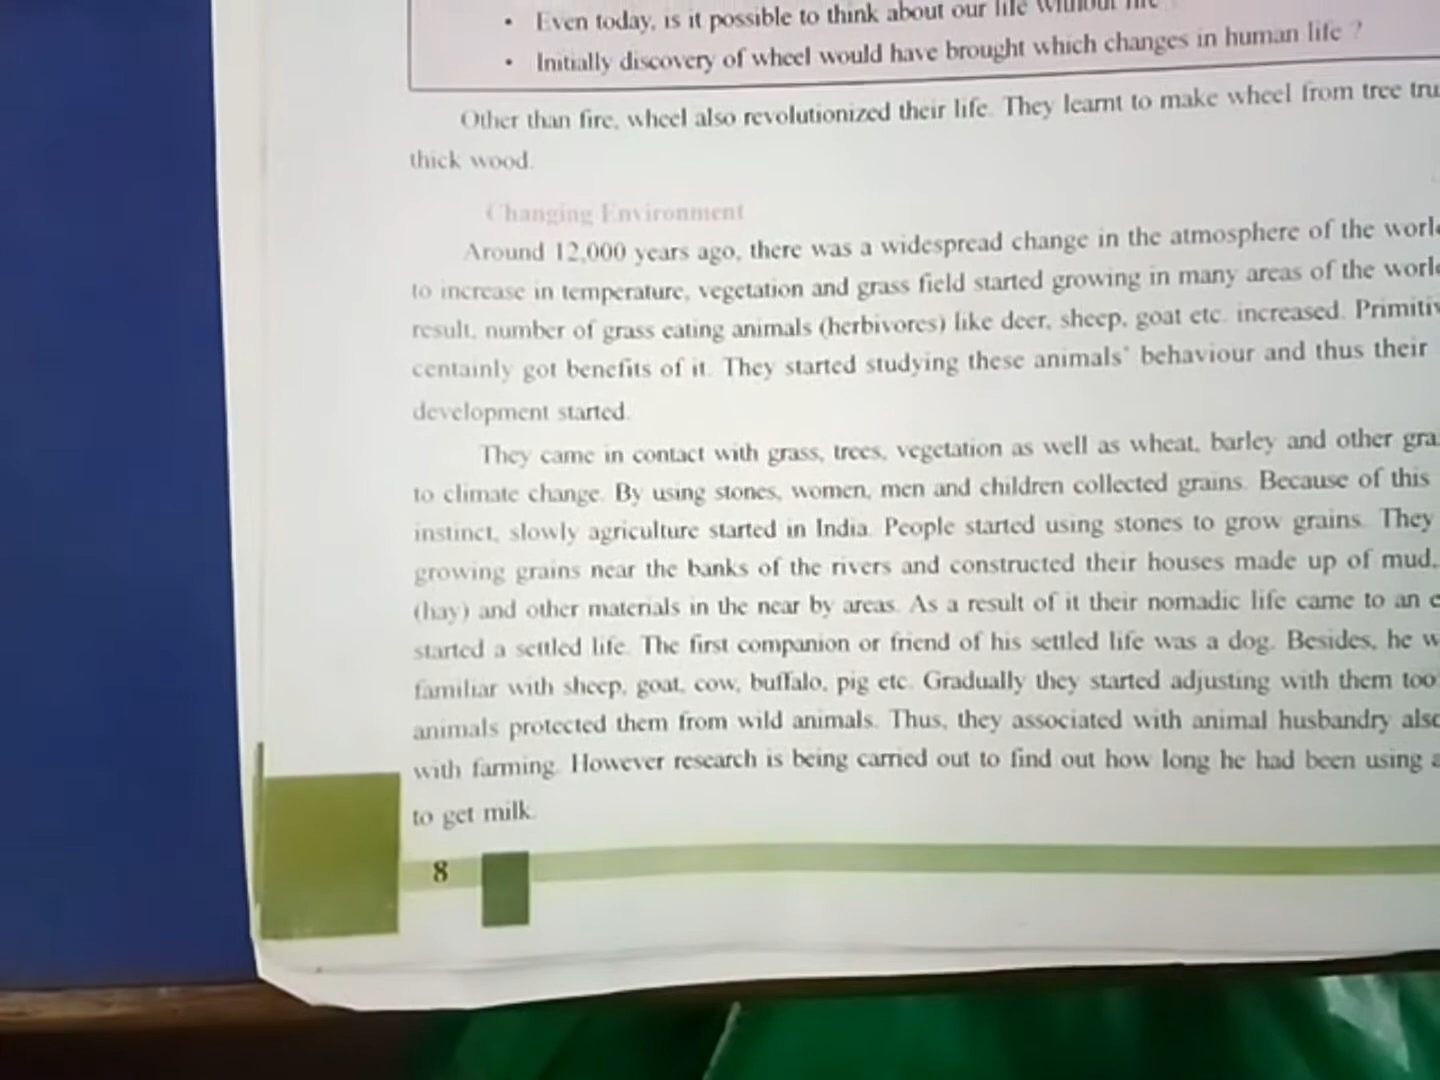 • Even today, is it possible to think about our life without fire
• Initially discovery of wheel would have brought which changes in human life ?
Other than fire, wheel also revolutionized their life. They learnt to make wheel from tree
thick wood.
Changing Environment
Around 12,000 years ago, there was a widespread change in the atmosphere of the
to increase in temperature, vegetation and grass field started growing in many areas of the
result, number of grass eating animals (herbivores) like deer, sheep, goat etc. increased.
centainly got benefits of it. They started studying these animals' behaviour and thus their
development started.
They came in contact with grass, trees, vegetation as well as wheat, barley and other
to climate change. By using stones, women, men and children collected grains. Because of this
instinct, slowly agriculture started in India. People started using stones to grow grains. They
growing grains near the banks of the rivers and constructed their houses made up of mud,
(hay) and other materials in the near by areas. As a result of it their nomadic life came to an
started a settled life. The first companion or friend of his settled life was a dog. Besides, he
familiar with sheep, goat, cow, buffalo, pig etc. Gradually they started adjusting with them too
animals protected them from wild animals. Thus, they associated with animal husbandry
with farming. However research is being carried out to find out how long he had been using
to get milk.
8